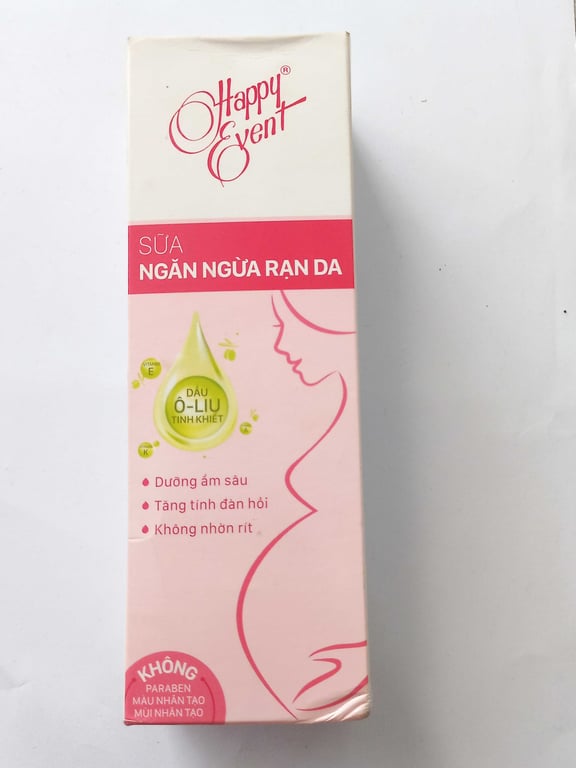 Happy®
Event
SỮA
NGĂN NGỪA RẠN DA
VITAMIN
E
DẦU
Ô-LIU
TINH KHIẾT
A
K
• Dưỡng ẩm sâu
• Tăng tính đàn hồi
• Không nhờn rít
KHÔNG
PARABEN
MÀU NHÂN TẠO
MÙI NHÂN TẠO